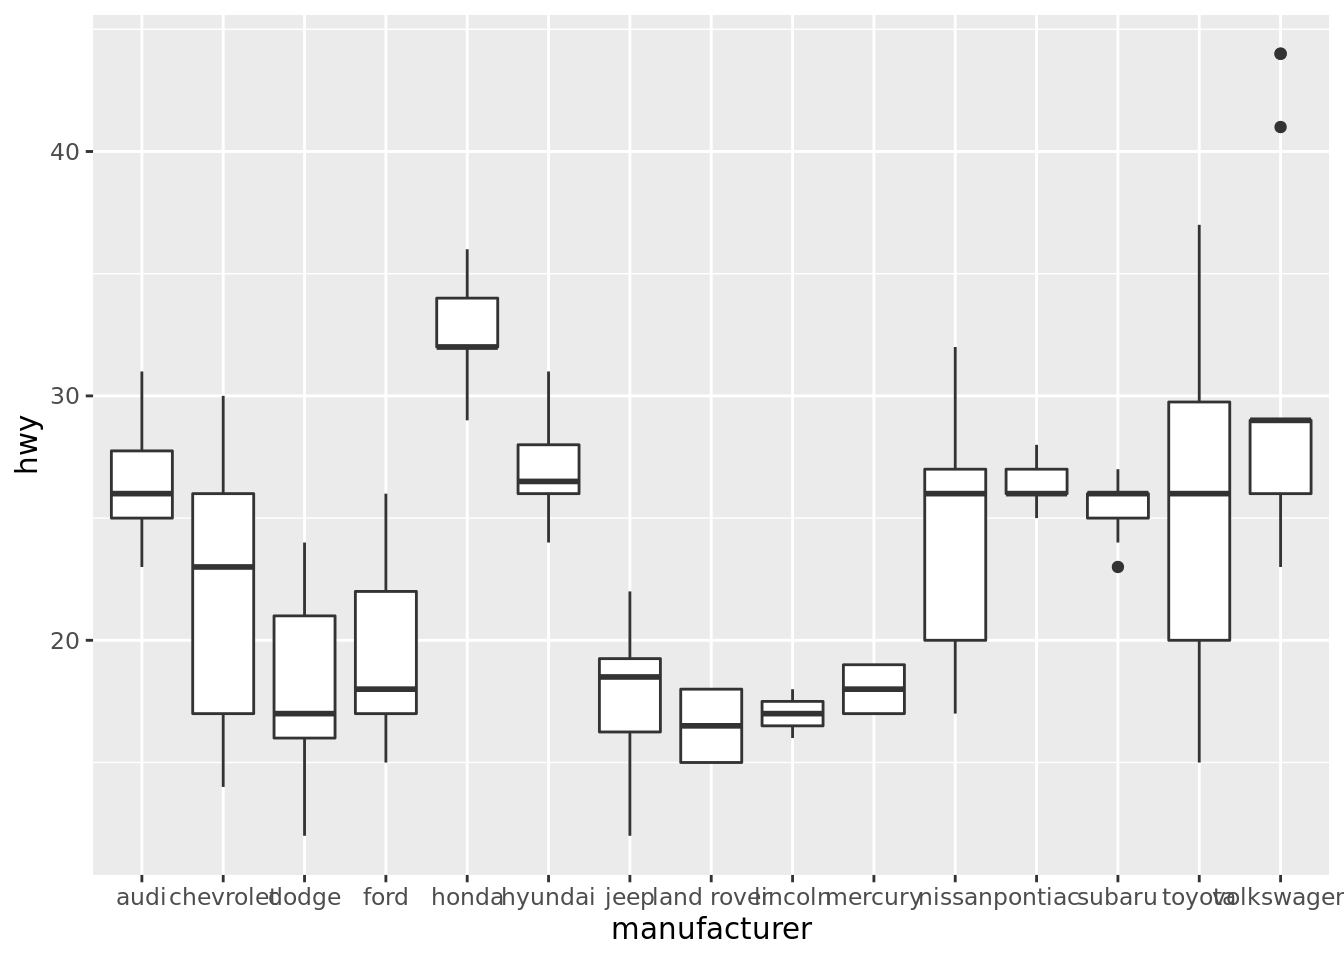 hwy
40
30
20
audi chevrolet dodge ford honda hyundai jeep land rover lincoln mercury nissan pontiac subaru toyota volkswagen
manufacturer